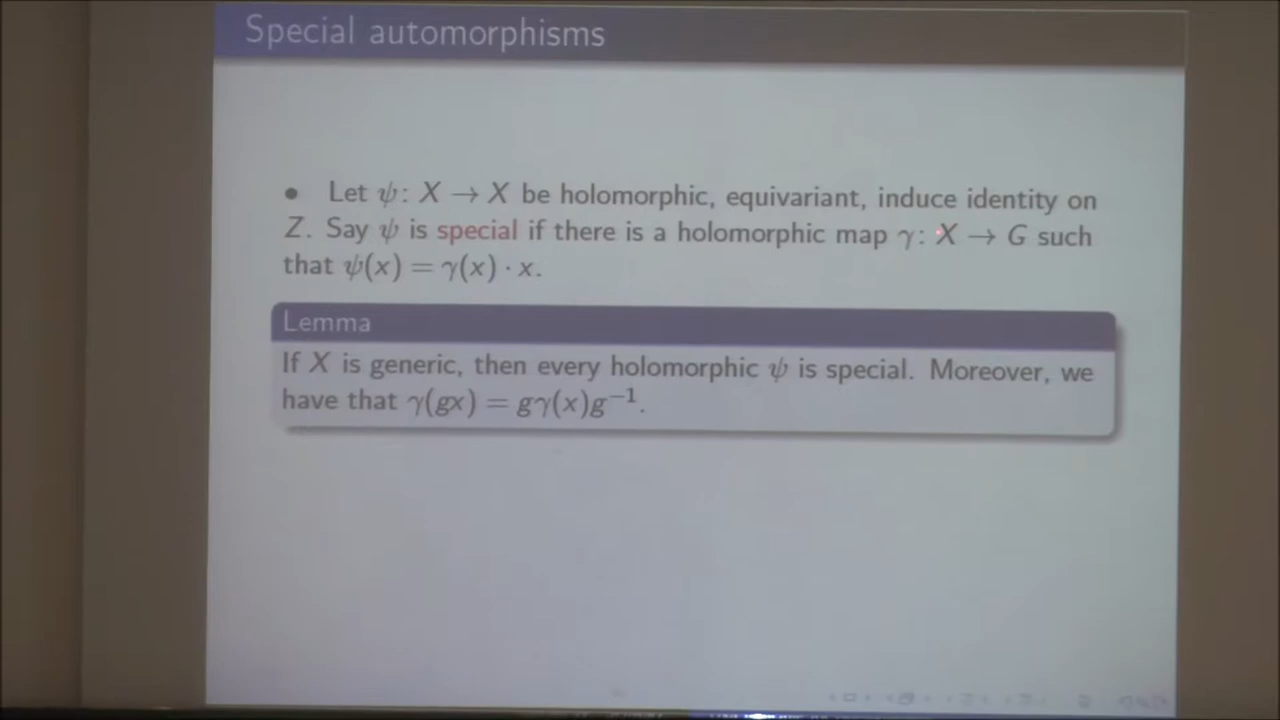 Special automorphisms
• Let ψ: X → X be holomorphic, equivariant, induce identity on
Z. Say ψ is special if there is a holomorphic map γ: X → G such
that ψ(x) = γ(x) · x.
Lemma
If X is generic, then every holomorphic ψ is special. Moreover, we
have that γ(gx) = gγ(x)g⁻¹.